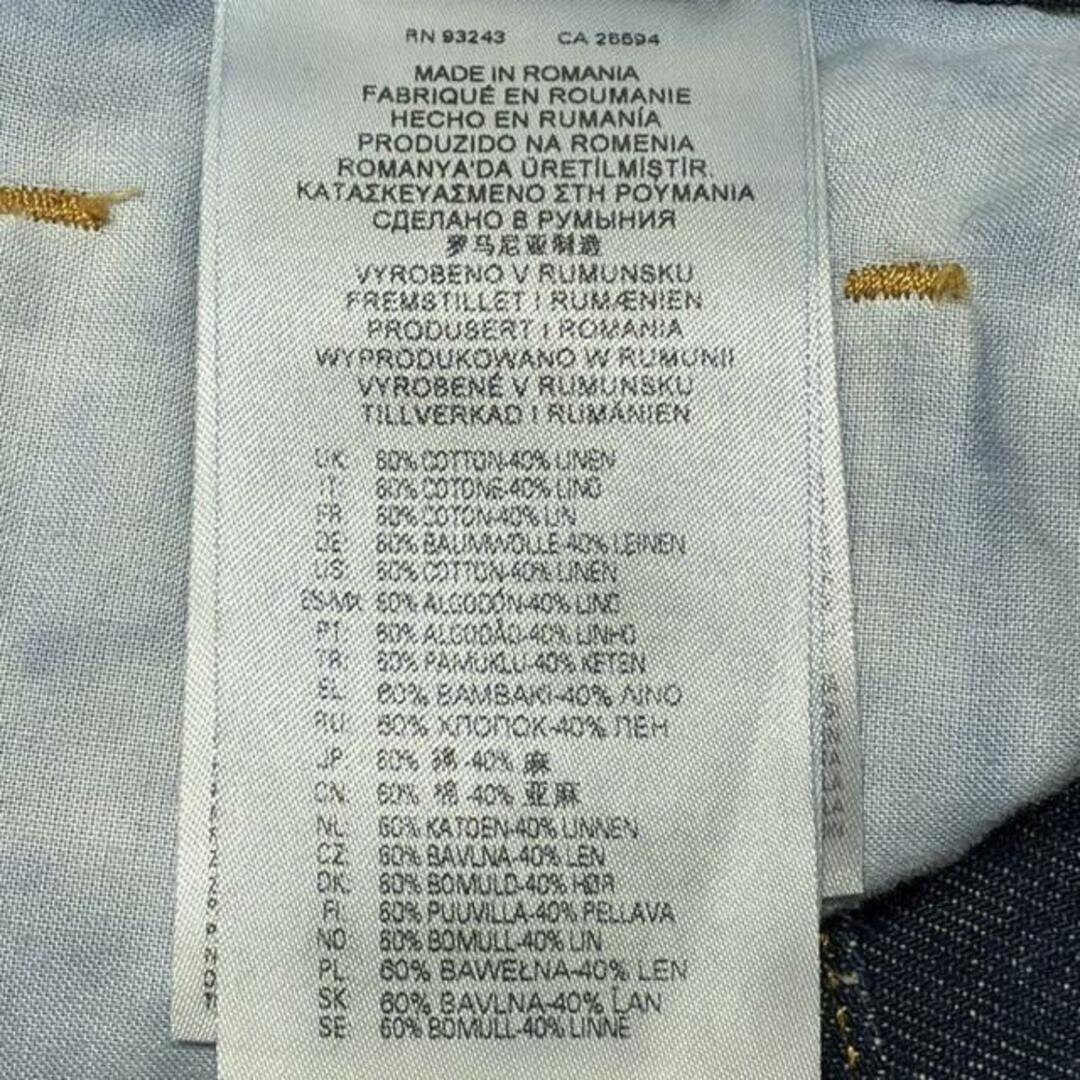 RN 93243 CA 26694
MADE IN ROMANIA
FABRIQUÉ EN ROUMANIE
HECHO EN RUMANÍA
PRODUZIDO NA ROMENIA
ROMANYA'DA ÜRETİLMİŞTİR.
ΚΑΤΑΣΚΕΥΑΣΜΕΝΟ ΣΤΗ ΡΟΥΜΑΝΙΑ
СДЕЛАНО В РУМЫНИЯ
罗马尼亚制造
VYROBENO V RUMUNSKU
FREMSTILLET I RUMÆNIEN
PRODUSERT I ROMANIA
WYPRODUKOWANO W RUMUNII
VYROBENÉ V RUMUNSKU
TILLVERKAD I RUMÄNIEN
UK: 60% COTTON-40% LINEN
IT: 60% COTONE-40% LINO
FR: 60% COTON-40% LIN
DE: 60% BAUMWOLLE-40% LEINEN
US: 60% COTTON-40% LINEN
ES-MX: 60% ALGODÓN-40% LINO
PT: 60% ALGODÃO-40% LINHO
TR: 60% PAMUKLU-40% KETEN
EL: 60% ΒΑΜΒΑΚΙ-40% ΛΙΝΟ
RU: 60% ХЛОПОК-40% ЛЕН
JP: 60% 綿-40% 麻
CN: 60% 棉-40% 亚麻
NL: 60% KATOEN-40% LINNEN
CZ: 60% BAVLNA-40% LEN
DK: 60% BOMULD-40% HØR
FI: 60% PUUVILLA-40% PELLAVA
NO: 60% BOMULL-40% LIN
PL: 60% BAWEŁNA-40% LEN
SK: 60% BAVLNA-40% ĽAN
SE: 60% BOMULL-40% LINNE